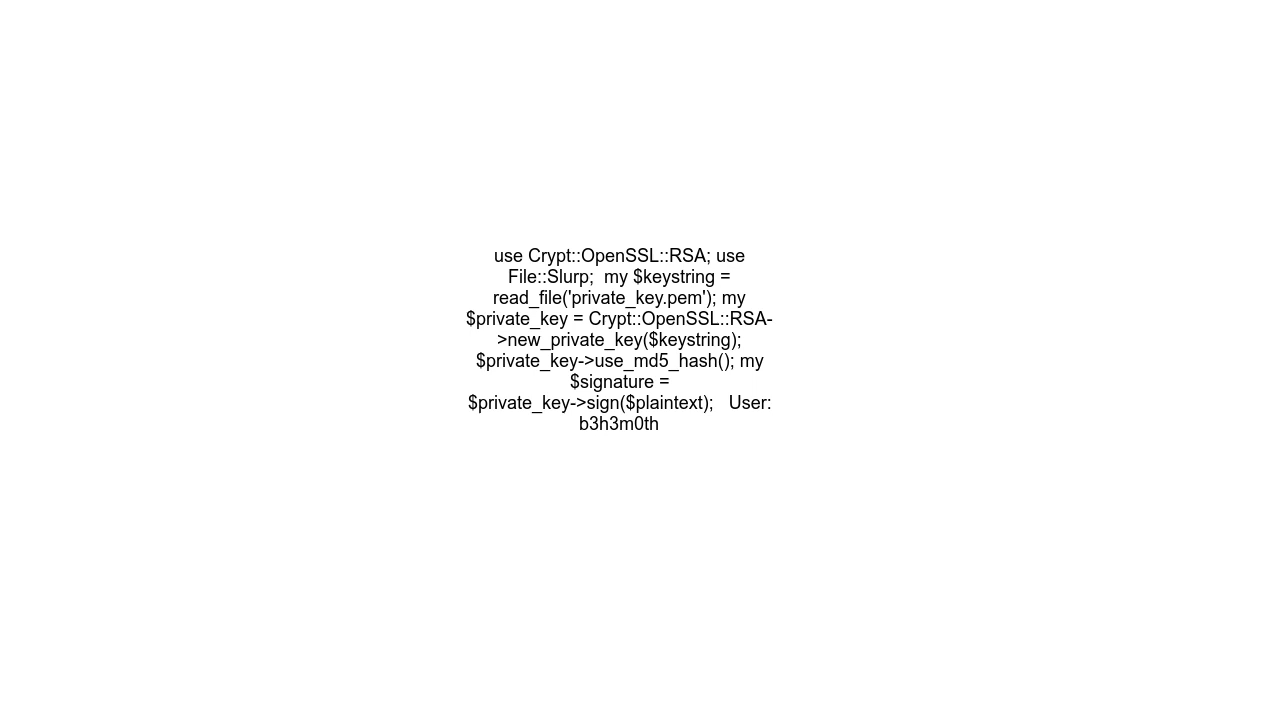 use Crypt::OpenSSL::RSA; use
File::Slurp;  my $keystring =
read_file('private_key.pem'); my
$private_key = Crypt::OpenSSL::RSA-
>new_private_key($keystring);
$private_key->use_md5_hash(); my
$signature =
$private_key->sign($plaintext);   User:
b3h3m0th